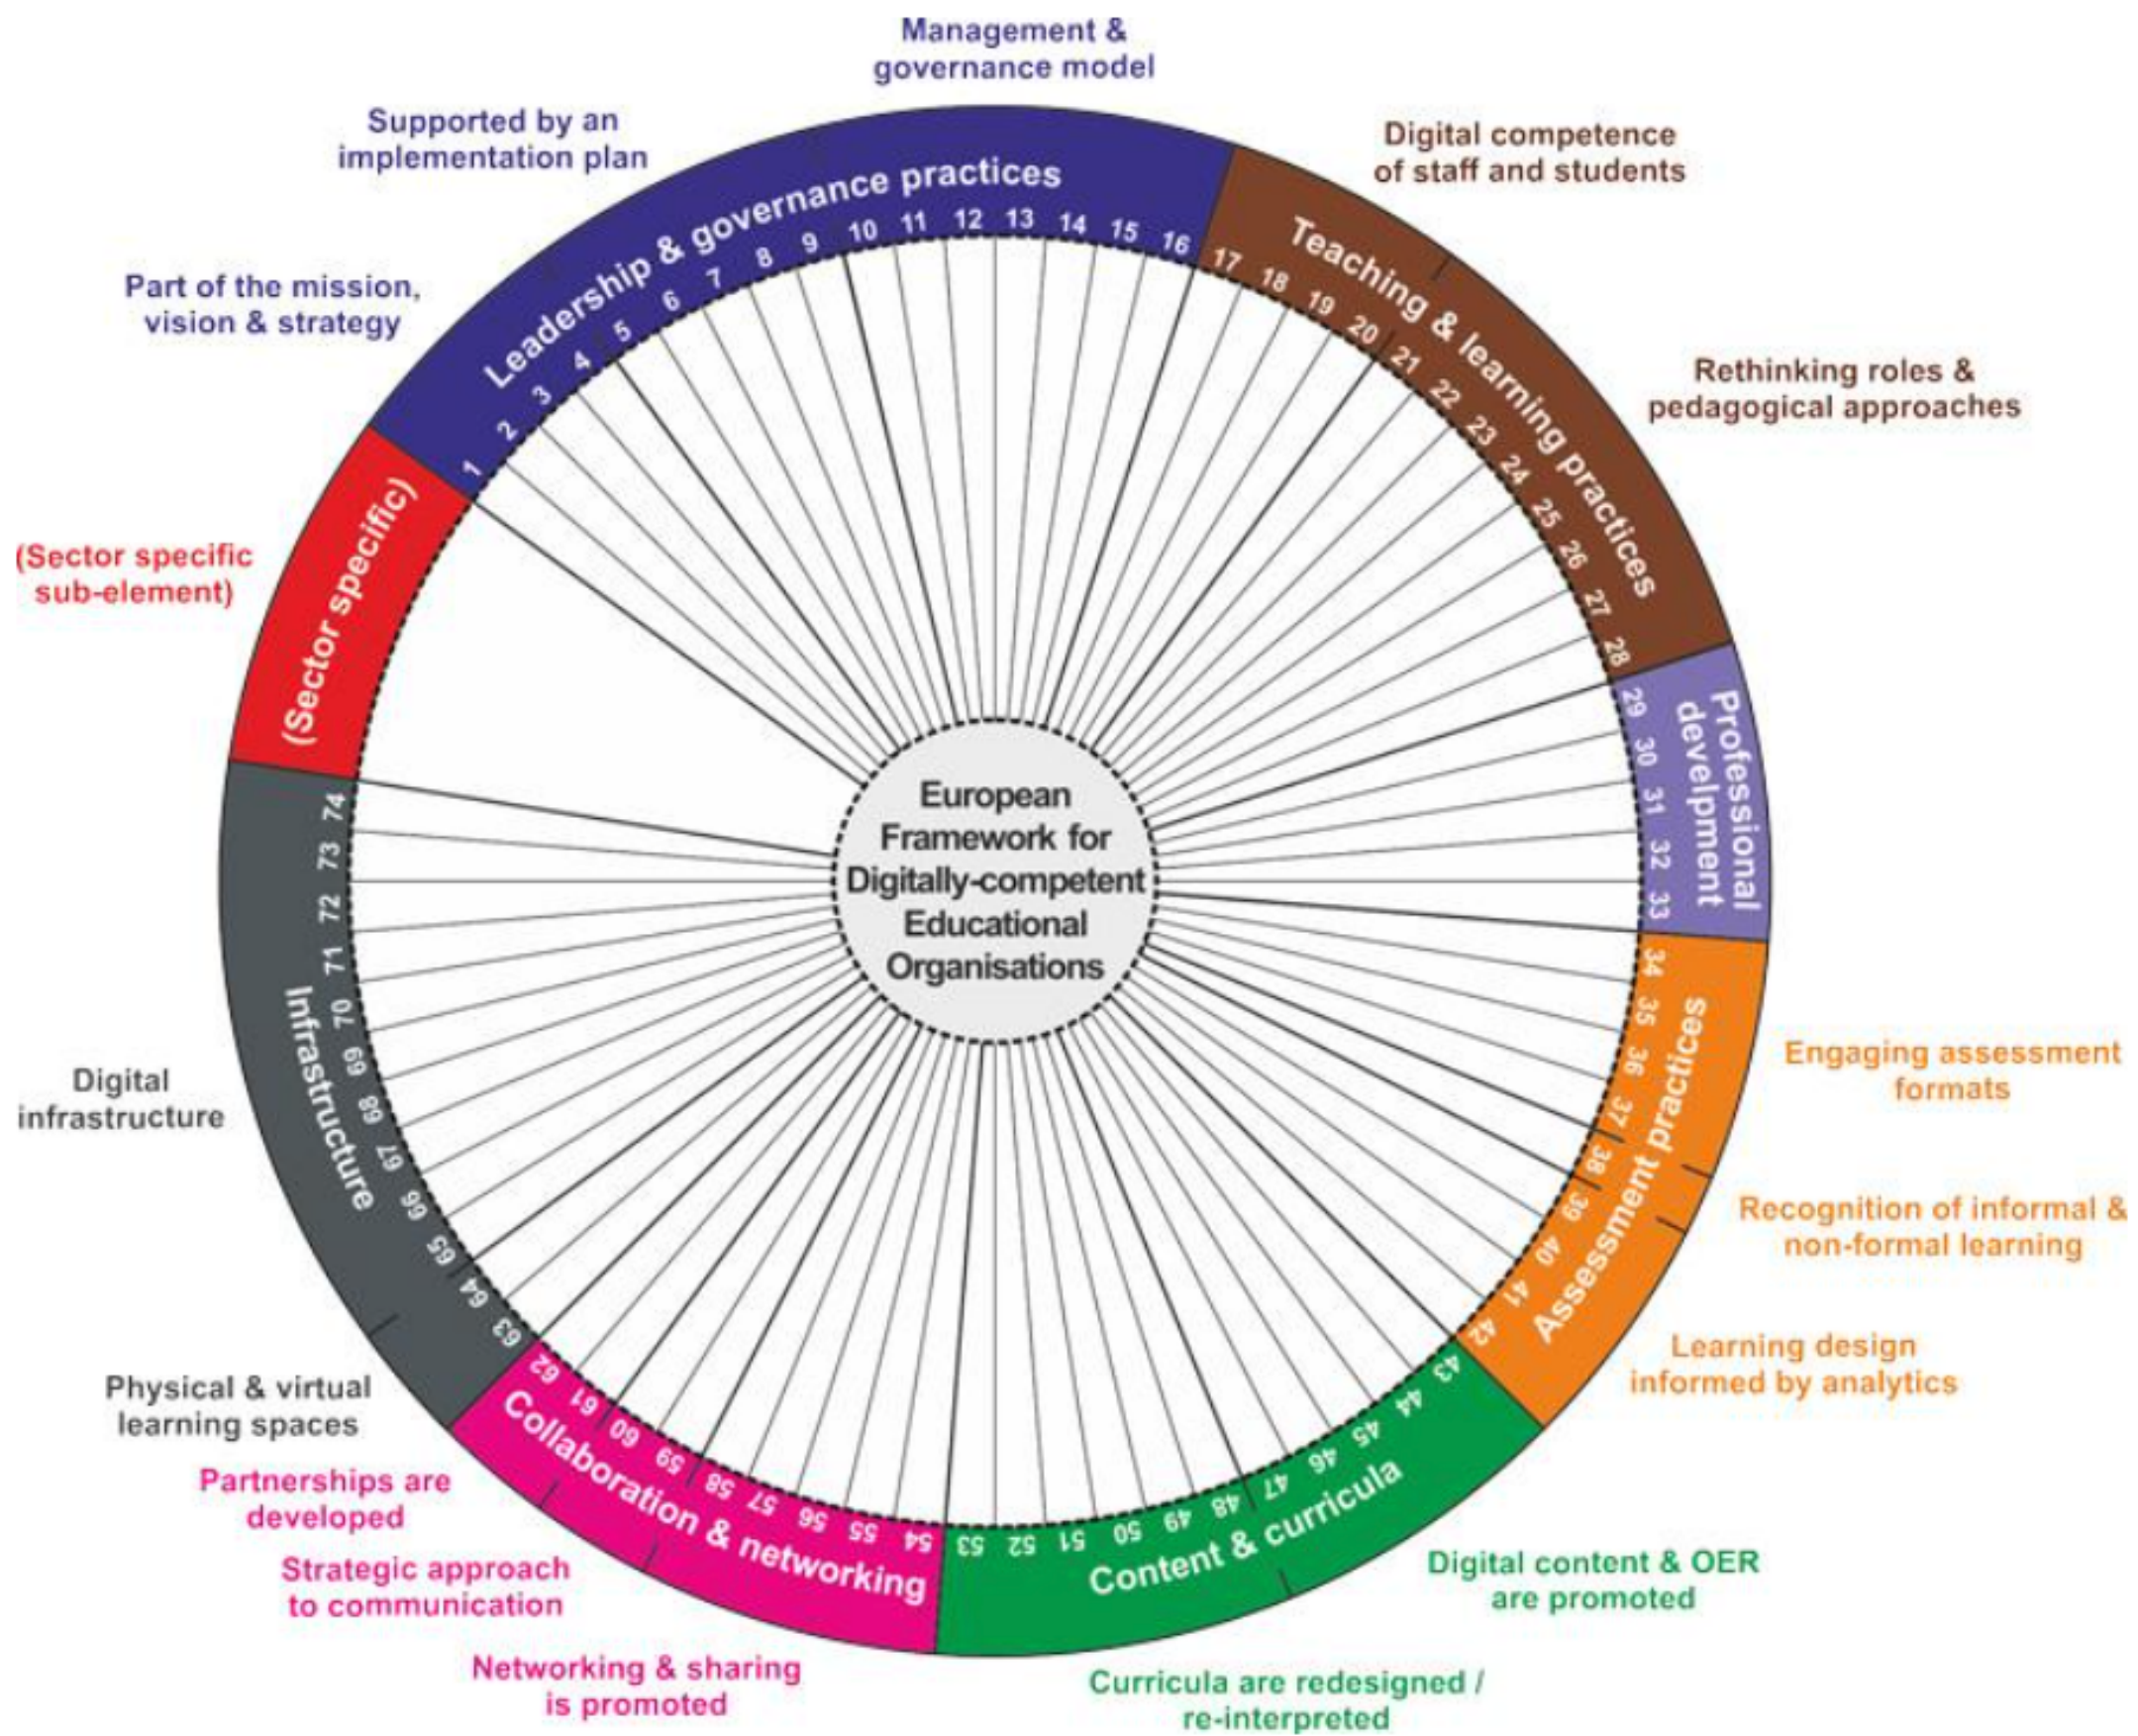 Management &
governance model
Supported by an
implementation plan
Digital competence
of staff and students
Part of the mission,
vision & strategy
Rethinking roles &
pedagogical approaches
(Sector specific
sub-element)
Leadership & governance practices
Teaching & learning practices
Professional
develpment
Assessment practices
Content & curricula
Collaboration & networking
Infrastructure
(Sector specific)
1
2
3
4
5
6
7
8
9
10
11
12
13
14
15
16
17
18
19
20
21
22
23
24
25
26
27
28
29
30
31
32
33
34
35
36
37
38
39
40
41
42
43
44
45
46
47
48
49
50
51
52
53
54
55
56
57
58
59
60
61
62
63
64
65
66
67
68
69
70
71
72
73
74
European
Framework for
Digitally-competent
Educational
Organisations
Engaging assessment
formats
Recognition of informal &
non-formal learning
Learning design
informed by analytics
Digital content & OER
are promoted
Curricula are redesigned /
re-interpreted
Networking & sharing
is promoted
Strategic approach
to communication
Partnerships are
developed
Physical & virtual
learning spaces
Digital
infrastructure